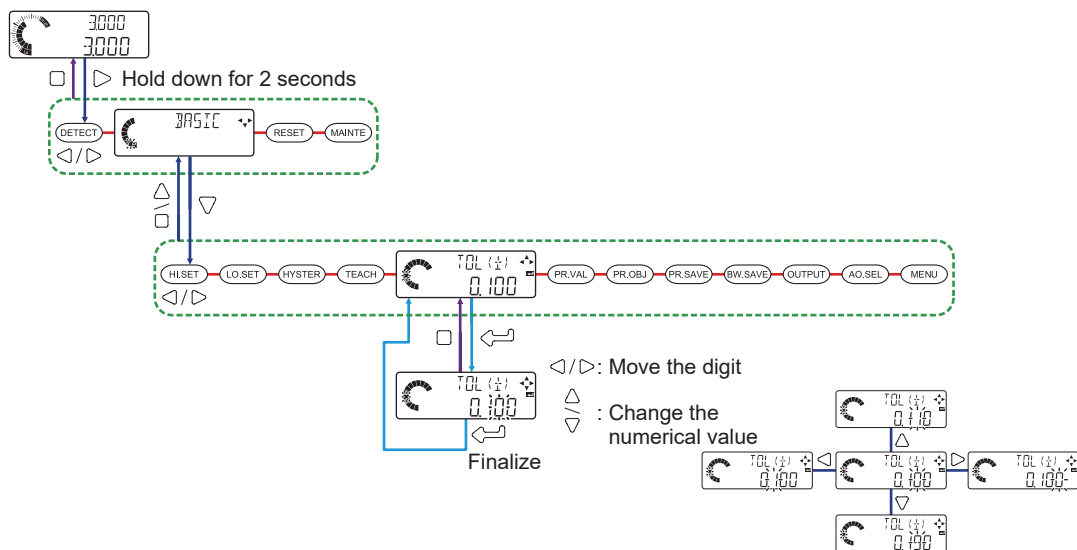 3.000
3.000
Hold down for 2 seconds
DETECT BASIC RESET MAINTE
/
HI.SET LO.SET HYSTER TEACH TOL (±) 0.100 PR.VAL PR.OBJ PR.SAVE BW.SAVE OUTPUT AO.SEL MENU
/
TOL (±)
0.100
/ : Move the digit
/ : Change the
numerical value
Finalize
TOL (±)
0.110
TOL (±) TOL (±) TOL (±)
0.100 0.100 0.100
TOL (±)
0.190